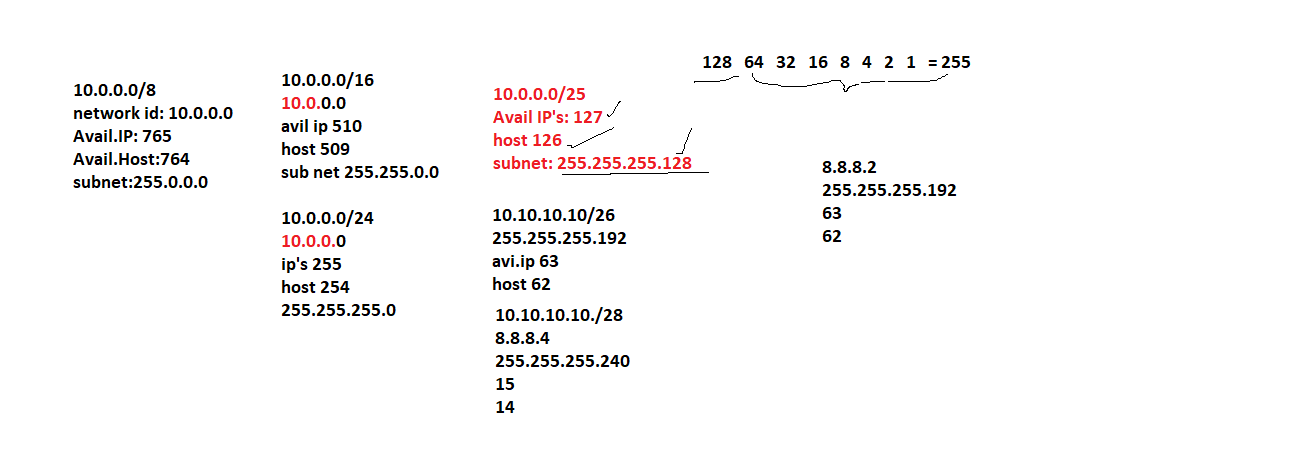 128 64 32 16 8 4 2 1 = 255
10.0.0.0/8
network id: 10.0.0.0
Avail.IP: 765
Avail.Host:764
subnet:255.0.0.0
10.0.0.0/16
10.0.0.0
avil ip 510
host 509
sub net 255.255.0.0
10.0.0.0/24
10.0.0.0
ip's 255
host 254
255.255.255.0
10.0.0.0/25
Avail IP's: 127
host 126
subnet: 255.255.255.128
10.10.10.10/26
255.255.255.192
avi.ip 63
host 62
10.10.10.10./28
8.8.8.4
255.255.255.240
15
14
8.8.8.2
255.255.255.192
63
62